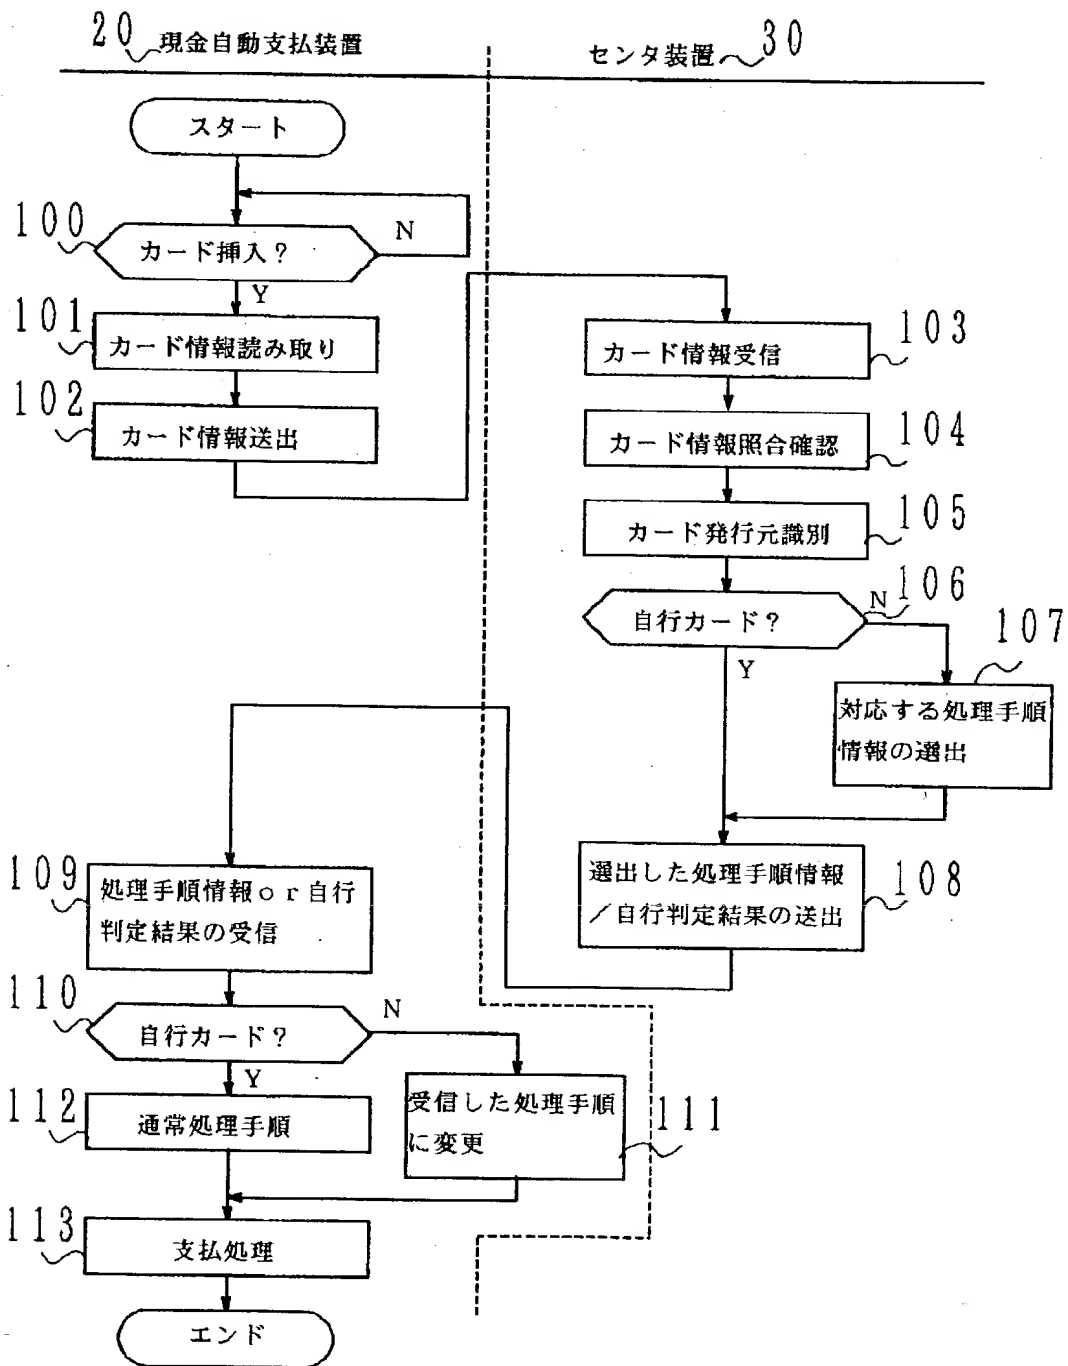 20 現金自動支払装置
センタ装置 30
スタート
100
カード挿入?
N
Y
101
カード情報読み取り
102
カード情報送出
103
カード情報受信
104
カード情報照合確認
105
カード発行元識別
106
自行カード?
N
Y
107
対応する処理手順
情報の選出
108
選出した処理手順情報
/自行判定結果の送出
109
処理手順情報or自行
判定結果の受信
110
自行カード?
N
Y
111
受信した処理手順
に変更
112
通常処理手順
113
支払処理
エンド